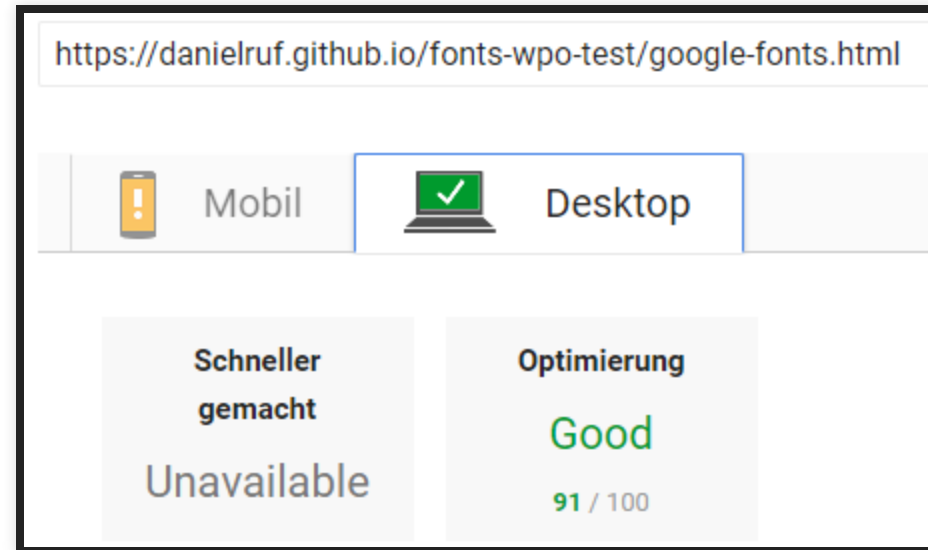 https://danielruf.github.io/fonts-wpo-test/google-fonts.html
Mobil
Desktop
Schneller
gemacht
Unavailable
Optimierung
Good
91 / 100